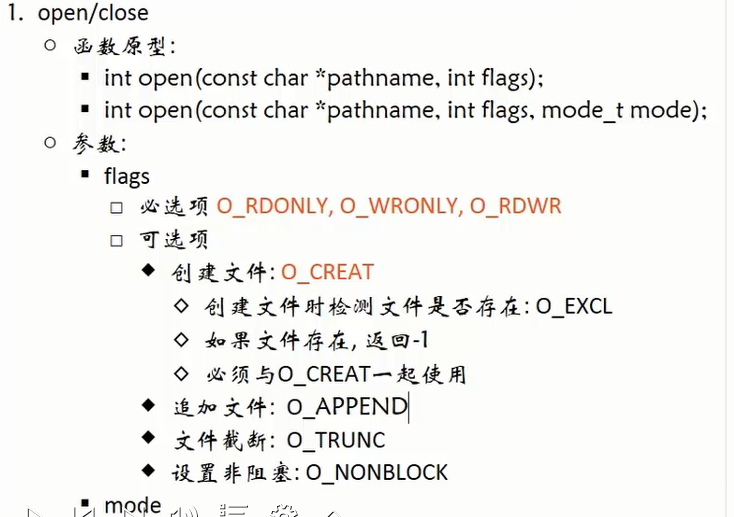 1. open/close
函数原型:
int open(const char *pathname, int flags);
int open(const char *pathname, int flags, mode_t mode);
参数:
flags
必选项 O_RDONLY, O_WRONLY, O_RDWR
可选项
创建文件: O_CREAT
创建文件时检测文件是否存在: O_EXCL
如果文件存在, 返回-1
必须与O_CREAT一起使用
追加文件: O_APPEND
文件截断: O_TRUNC
设置非阻塞: O_NONBLOCK
mode